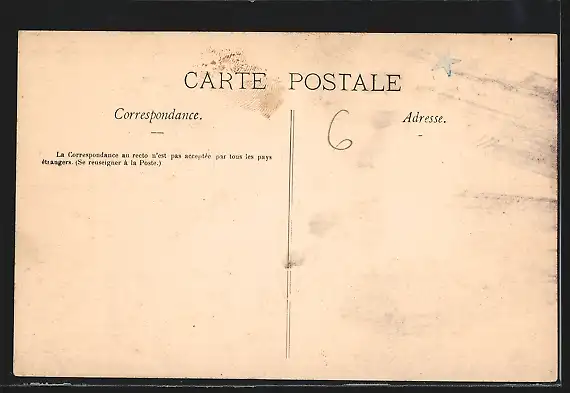 CARTE POSTALE
Correspondance.
Adresse.
6
La Correspondance au recto n'est pas acceptée par tous les pays
étrangers. (Se renseigner à la Poste.)